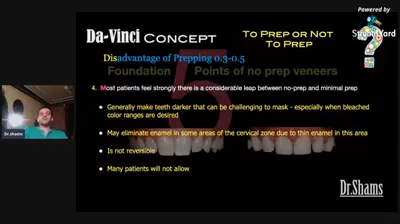 Powered by
StreamYard
Da-Vinci CONCEPT
TO PREP OR NOT
TO PREP
Disadvantage of Prepping 0.3-0.5
Foundation 5 Points of no prep veneers
4. Most patients feel strongly there is a considerable leap between no-prep and minimal
prep
• Generally make teeth darker that can be challenging to mask - especially when bleached
color ranges are desired
• May eliminate enamel in some areas of the cervical zone due to thin enamel in this area
• Is not reversible
• Many patients will not allow
Dr.Shams
Dr.shams